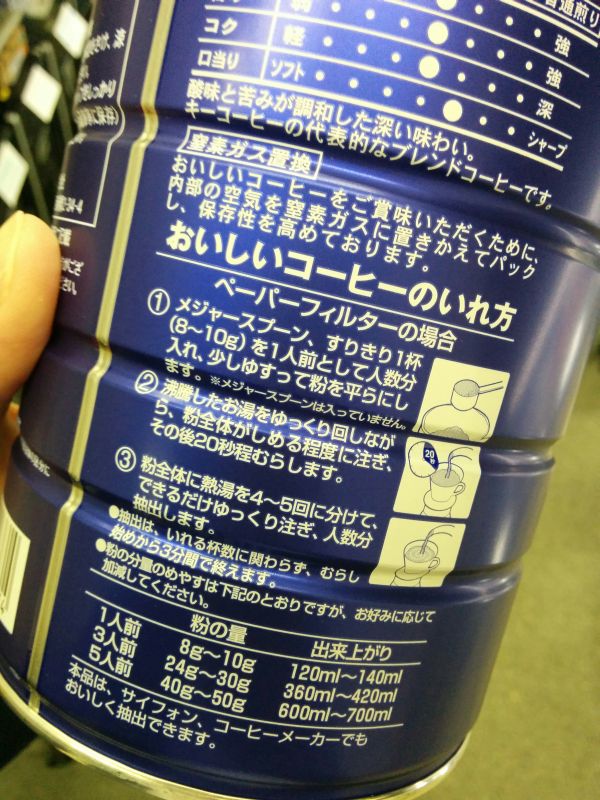 普通煎り
弱 強
コク 軽 強
口当り ソフト 深
シャープ
酸味と苦みが調和した深い味わい。
キーコーヒーの代表的なブレンドコーヒーです。
窒素ガス置換
おいしいコーヒーをご賞味いただくために、
内部の空気を窒素ガスに置きかえてパック
し、保存性を高めております。
おいしいコーヒーのいれ方
ペーパーフィルターの場合
① メジャースプーン、すりきり1杯
(8〜10g)を1人前として人数分
入れ、少しゆすって粉を平らにし
ます。※メジャースプーンは入っていません。
② 沸騰したお湯をゆっくり回しなが
ら、粉全体がしめる程度に注ぎ、
その後20秒程むらします。
20秒
③ 粉全体に熱湯を4〜5回に分けて、
できるだけゆっくり注ぎ、人数分
抽出します。
●抽出は、いれる杯数に関わらず、むらし
始めから3分間で終えます。
●粉の分量のめやすは下記のとおりですが、お好みに応じて
加減してください。
粉の量 出来上がり
1人前 8g〜10g 120ml〜140ml
3人前 24g〜30g 360ml〜420ml
5人前 40g〜50g 600ml〜700ml
本品は、サイフォン、コーヒーメーカーでも
おいしく抽出できます。